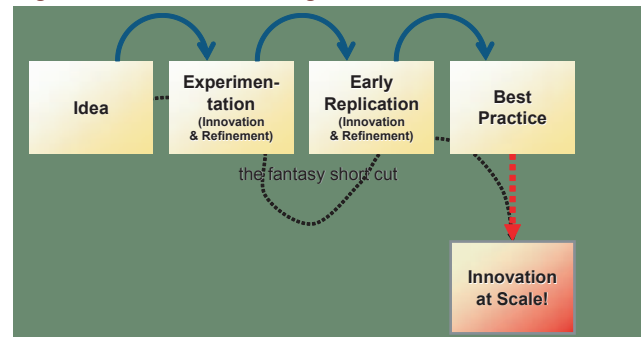 Idea
Experimen-
tation
(Innovation
& Refinement)
Early
Replication
(Innovation
& Refinement)
Best
Practice
the fantasy short cut
Innovation
at Scale!